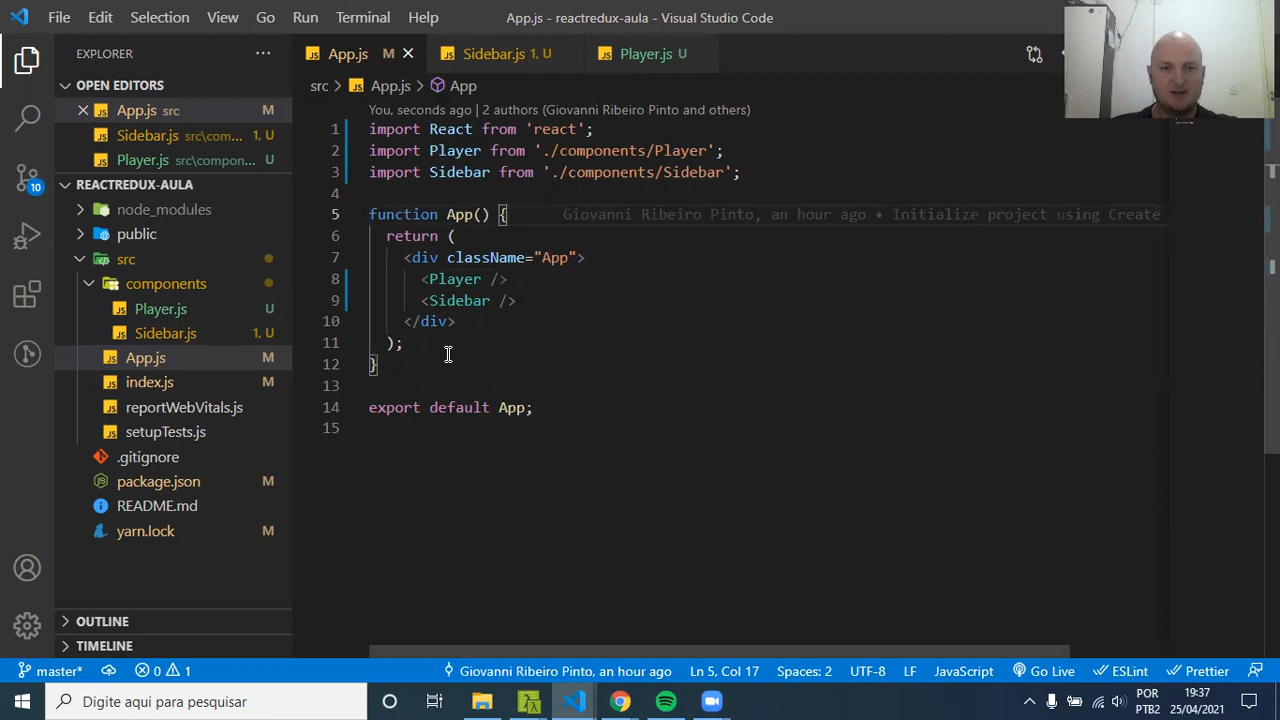 File Edit Selection View Go Run Terminal Help App.js - reactredux-aula - Visual Studio Code
EXPLORER
OPEN EDITORS
App.js src M
Sidebar.js src\com... 1, U
Player.js src\compon... U
REACTREDUX-AULA
node_modules
public
src
components
Player.js
Sidebar.js 1, U
App.js M
index.js M
reportWebVitals.js
setupTests.js
.gitignore
package.json M
README.md
yarn.lock M
OUTLINE
TIMELINE
10
App.js M Sidebar.js 1, U Player.js U
src > App.js > App
You, seconds ago | 2 authors (Giovanni Ribeiro Pinto and others)
1 import React from 'react';
2 import Player from './components/Player';
3 import Sidebar from './components/Sidebar';
4
5 function App() { Giovanni Ribeiro Pinto, an hour ago • Initialize project using Create
6 return (
7 <div className="App">
8 <Player />
9 <Sidebar />
10 </div>
11 );
12 }
13
14 export default App;
15
master* 0 1 Giovanni Ribeiro Pinto, an hour ago Ln 5, Col 17 Spaces: 2 UTF-8 LF JavaScript Go Live ESLint Prettier
Digite aqui para pesquisar
POR
PTB2
19:37
25/04/2021